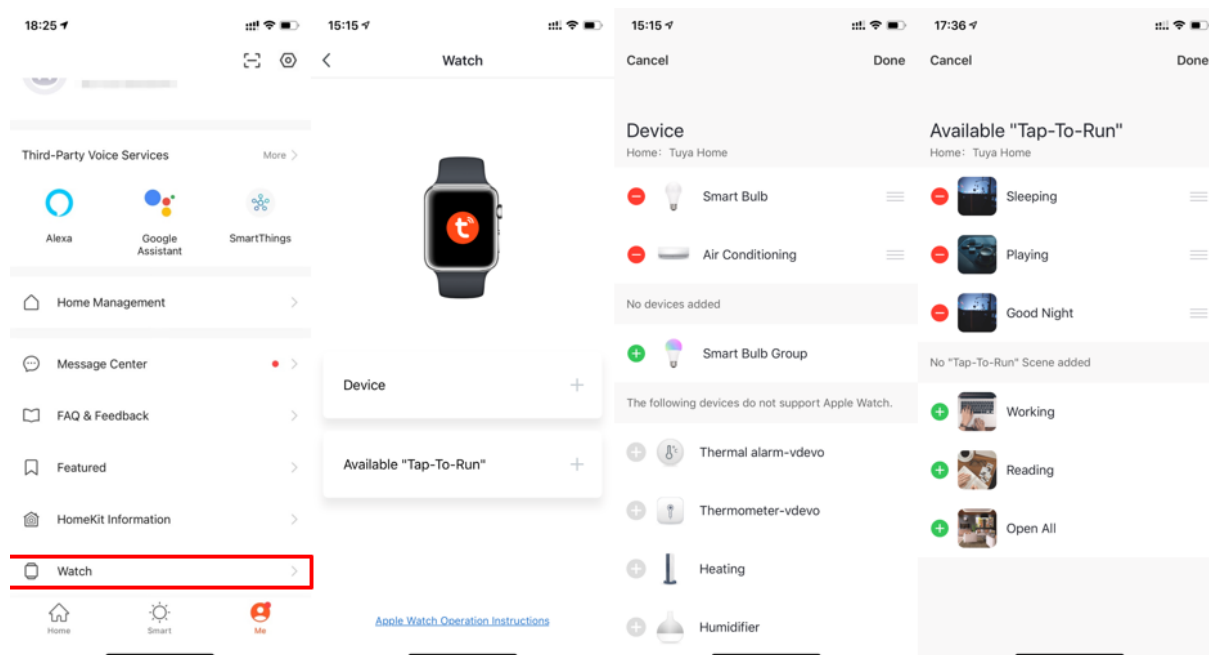 18:25
Third-Party Voice Services
More
Alexa
Google
Assistant
SmartThings
Home Management
Message Center
FAQ & Feedback
Featured
HomeKit Information
Watch
Home
Smart
Me
15:15
Watch
Device
Available "Tap-To-Run"
Apple Watch Operation Instructions
15:15
Cancel
Done
Device
Home: Tuya Home
Smart Bulb
Air Conditioning
No devices added
Smart Bulb Group
The following devices do not support Apple Watch.
Thermal alarm-vdevo
Thermometer-vdevo
Heating
Humidifier
17:36
Cancel
Done
Available "Tap-To-Run"
Home: Tuya Home
Sleeping
Playing
Good Night
No "Tap-To-Run" Scene added
Working
Reading
Open All